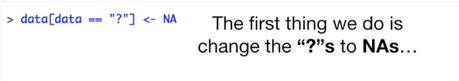 > data[data == "?"] <- NA
The first thing we do is
change the “?”s to NAs…